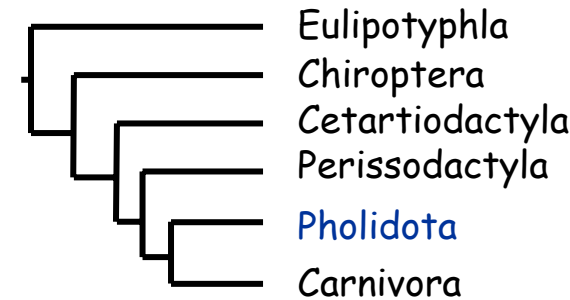 Eulipotyphla
Chiroptera
Cetartiodactyla
Perissodactyla
Pholidota
Carnivora